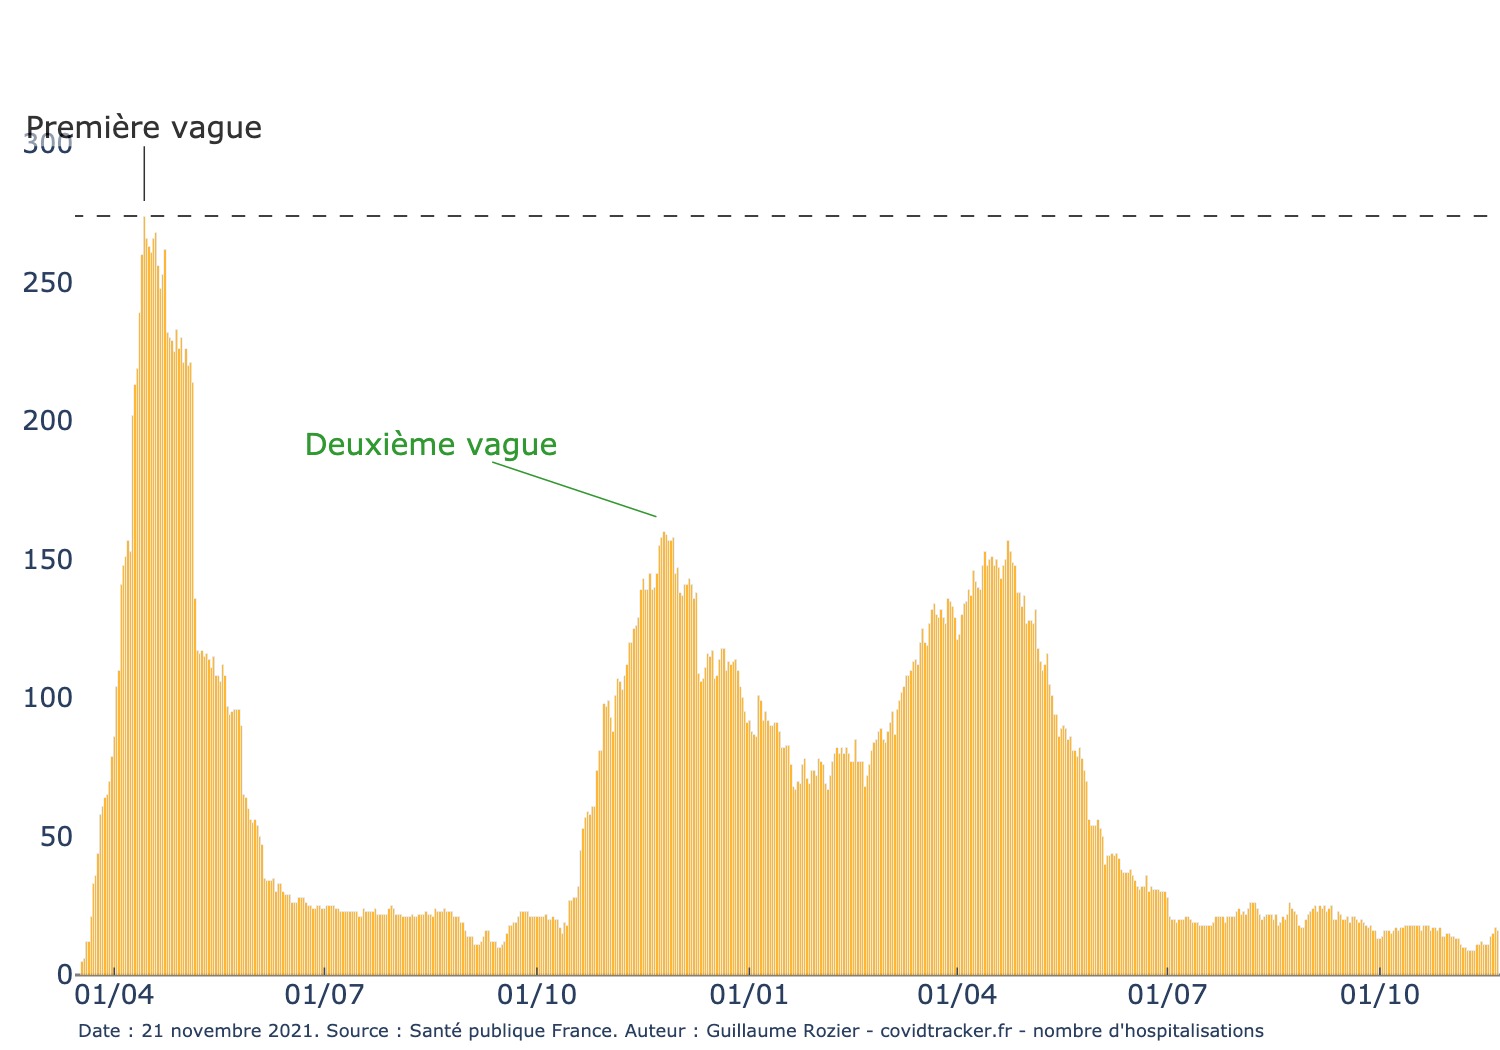 Première vague
300
250
200
Deuxième vague
150
100
50
0
01/04 01/07 01/10 01/01 01/04 01/07 01/10
Date : 21 novembre 2021. Source : Santé publique France. Auteur : Guillaume Rozier - covidtracker.fr - nombre d'hospitalisations